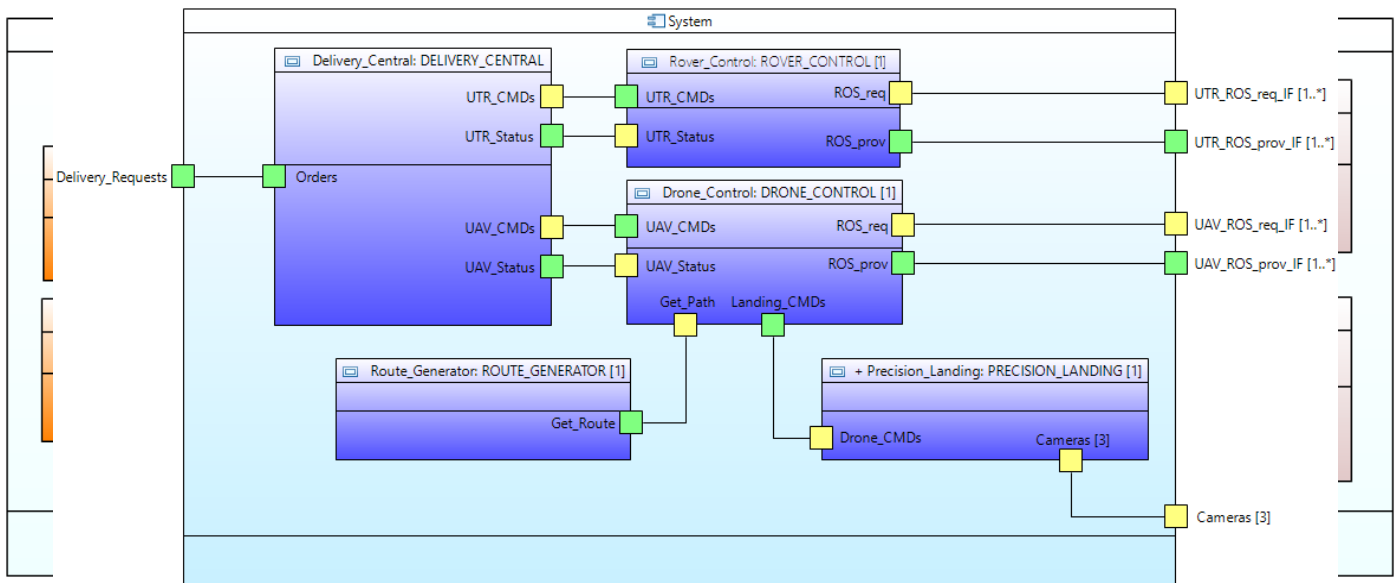 System
Delivery_Central: DELIVERY_CENTRAL
Rover_Control: ROVER_CONTROL [1]
UTR_CMDs
UTR_CMDs
ROS_req
UTR_ROS_req_IF [1..*]
UTR_Status
UTR_Status
ROS_prov
UTR_ROS_prov_IF [1..*]
Delivery_Requests
Orders
Drone_Control: DRONE_CONTROL [1]
UAV_CMDs
UAV_CMDs
ROS_req
UAV_ROS_req_IF [1..*]
UAV_Status
UAV_Status
ROS_prov
UAV_ROS_prov_IF [1..*]
Get_Path
Landing_CMDs
Route_Generator: ROUTE_GENERATOR [1]
+ Precision_Landing: PRECISION_LANDING [1]
Get_Route
Drone_CMDs
Cameras [3]
Cameras [3]